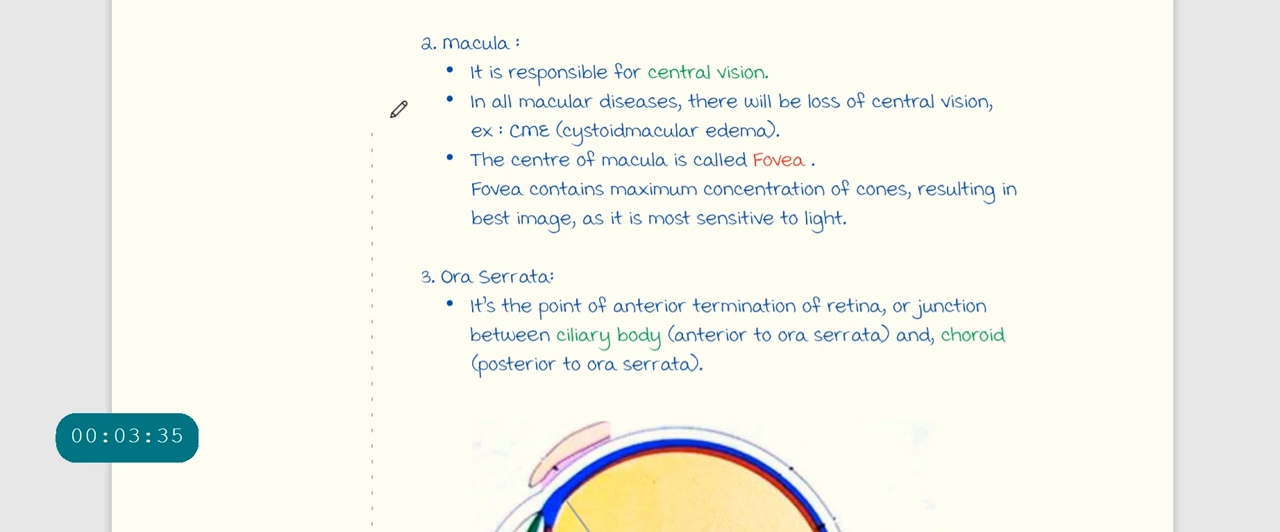 2. Macula :
• It is responsible for central vision.
• In all macular diseases, there will be loss of central vision,
ex : CME (cystoidmacular edema).
• The centre of macula is called Fovea .
Fovea contains maximum concentration of cones, resulting in
best image, as it is most sensitive to light.
3. Ora Serrata:
• It's the point of anterior termination of retina, or junction
between ciliary body (anterior to ora serrata) and, choroid
(posterior to ora serrata).
00:03:35